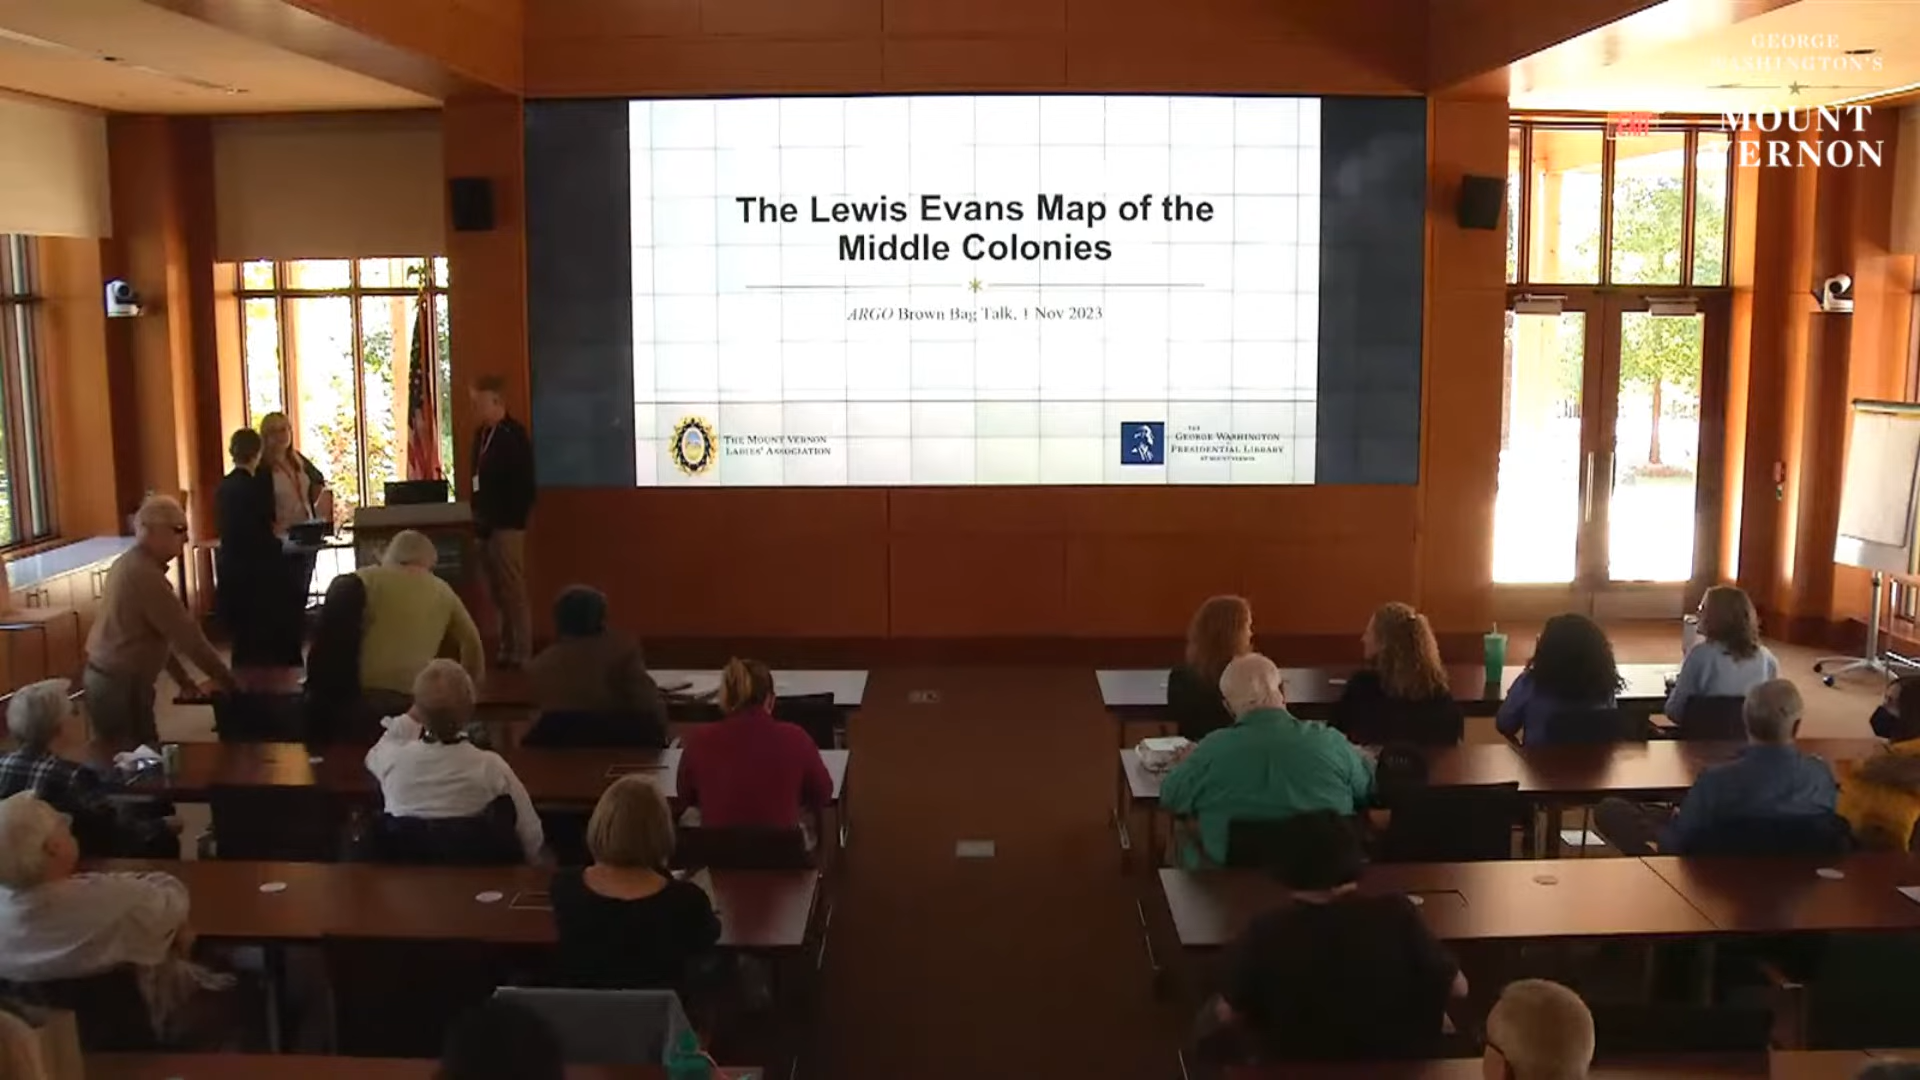 GEORGE
WASHINGTON'S
MOUNT
VERNON
EXIT
The Lewis Evans Map of the
Middle Colonies
ARGO Brown Bag Talk, 1 Nov 2023
THE MOUNT VERNON
LADIES' ASSOCIATION
THE
GEORGE WASHINGTON
PRESIDENTIAL LIBRARY
AT MOUNT VERNON